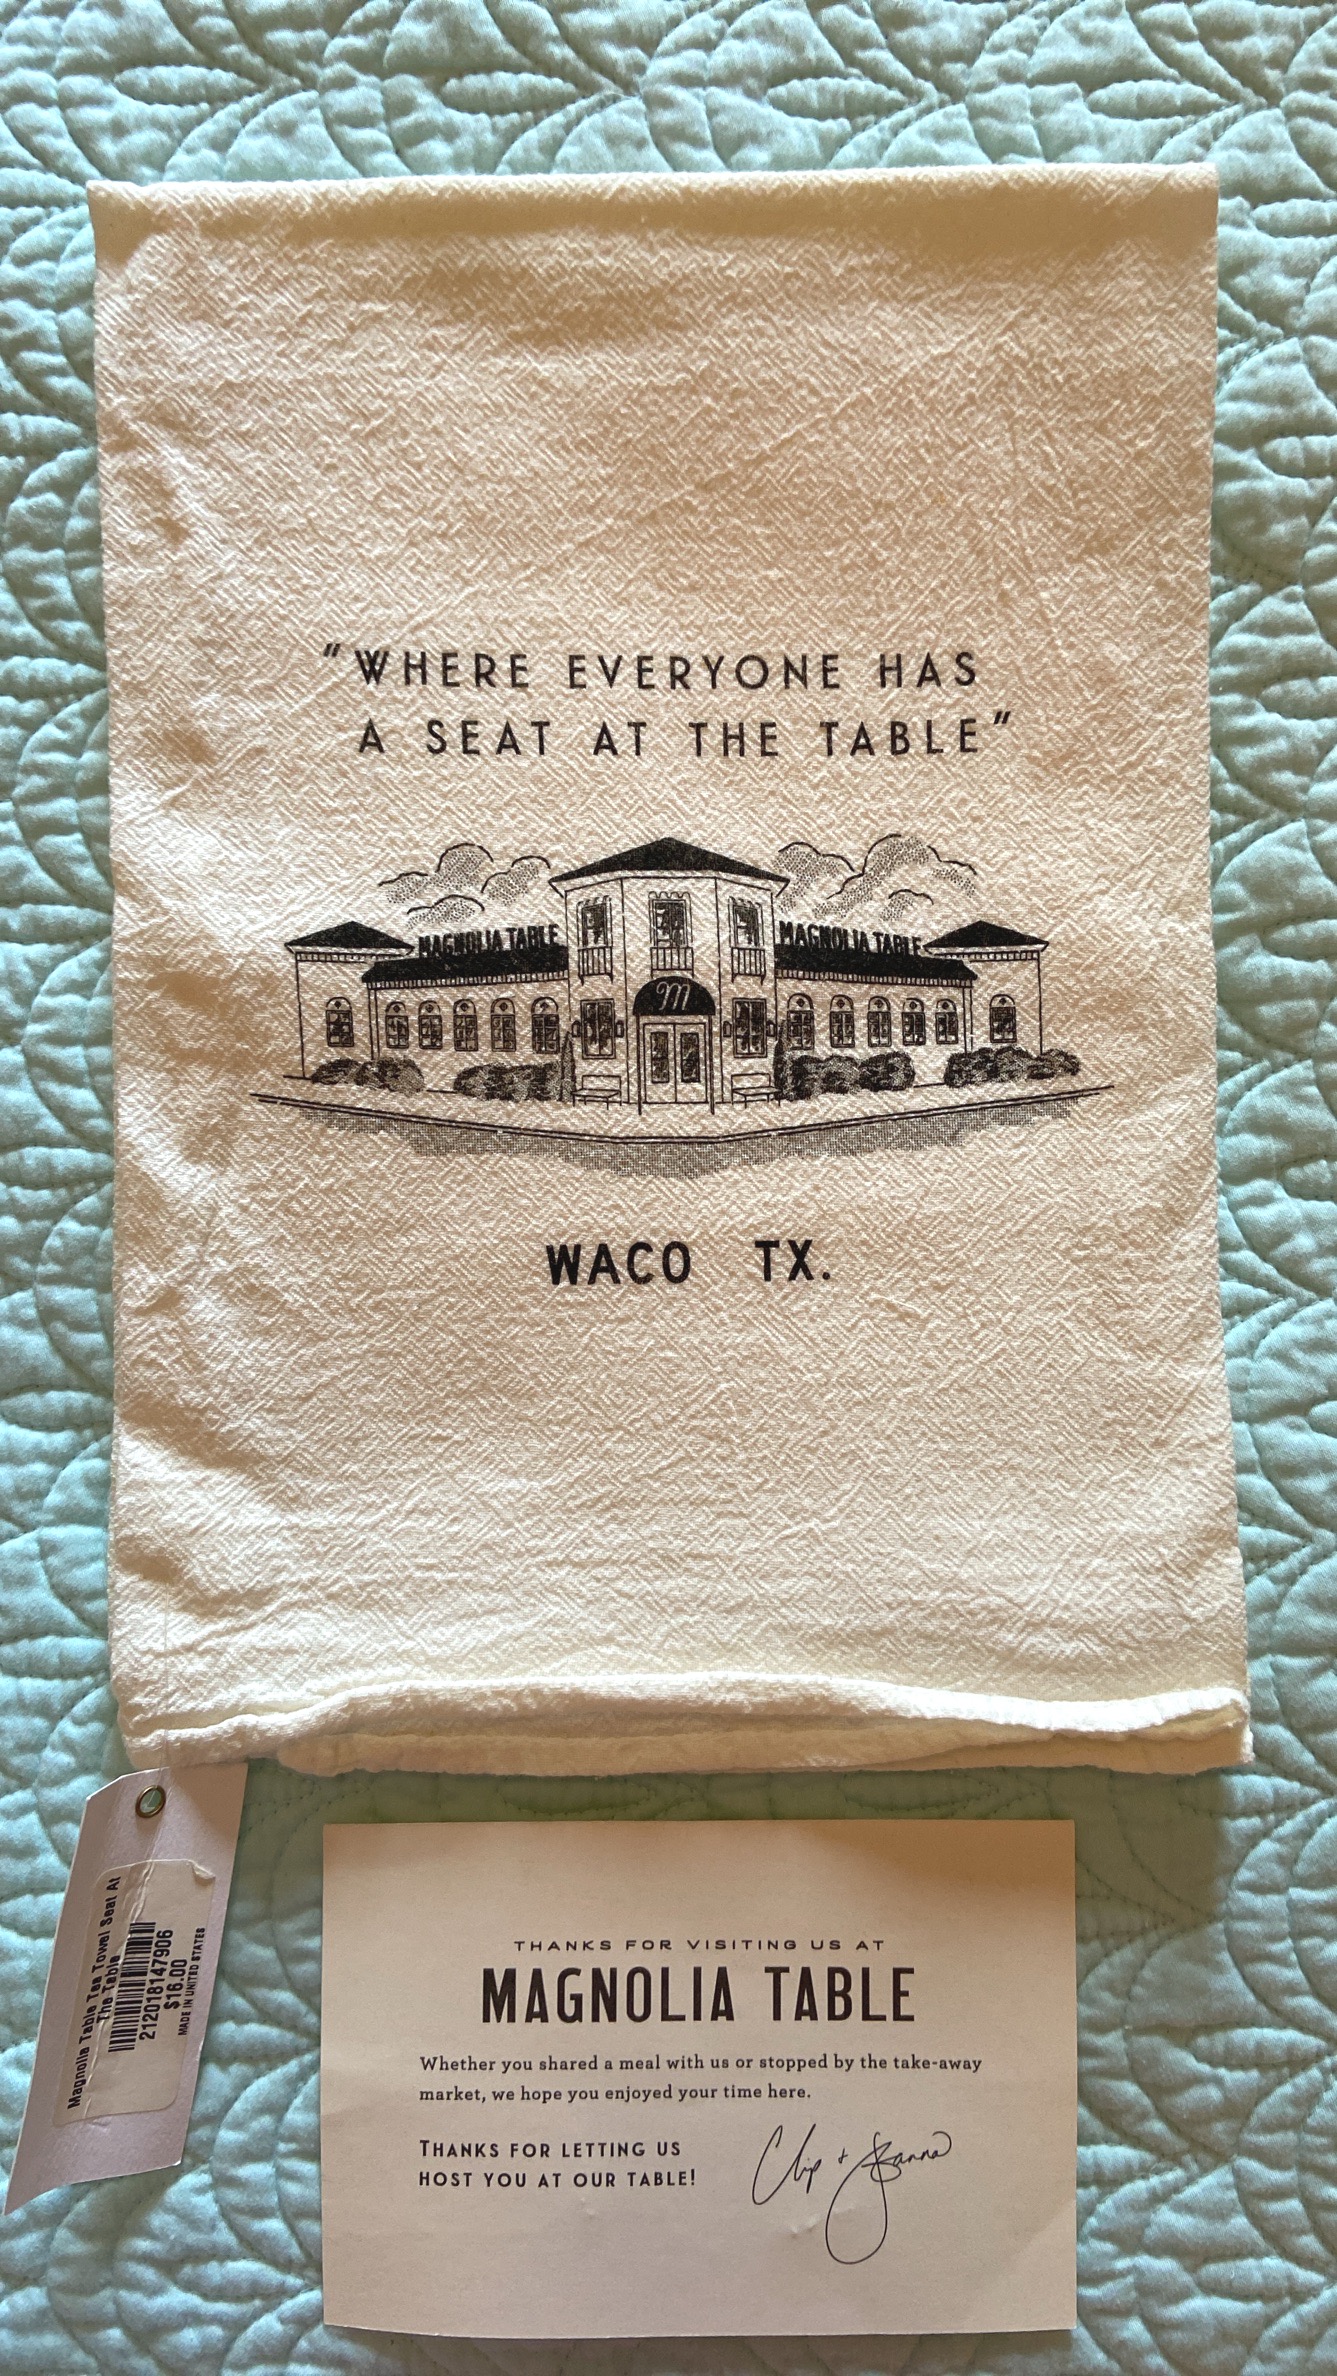 "WHERE EVERYONE HAS
A SEAT AT THE TABLE"
MAGNOLIA TABLE
MAGNOLIA TABLE
M
WACO TX.
Magnolia Table Tea Towel Seat At
The Table
212018147906
$16.00
MADE IN UNITED STATES
THANKS FOR VISITING US AT
MAGNOLIA TABLE
Whether you shared a meal with us or stopped by the take-away
market, we hope you enjoyed your time here.
THANKS FOR LETTING US
HOST YOU AT OUR TABLE!
Chip + Joanna